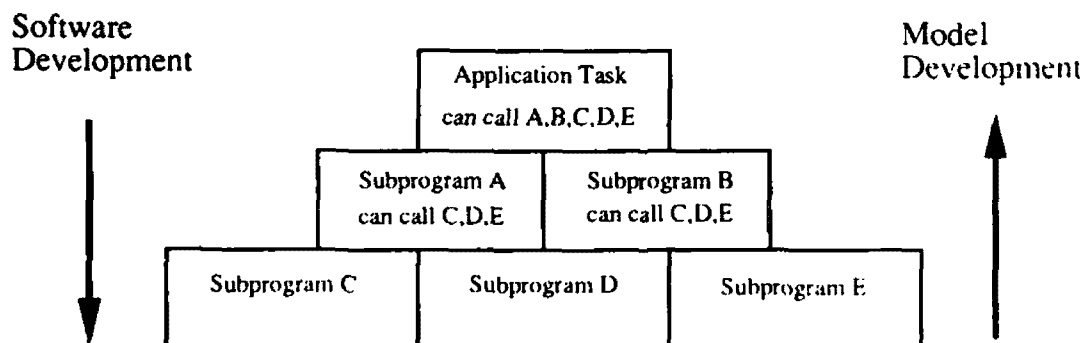 Software
Development
Model
Development
Application Task
can call A,B,C,D,E
Subprogram A
can call C,D,E
Subprogram B
can call C,D,E
Subprogram C
Subprogram D
Subprogram E